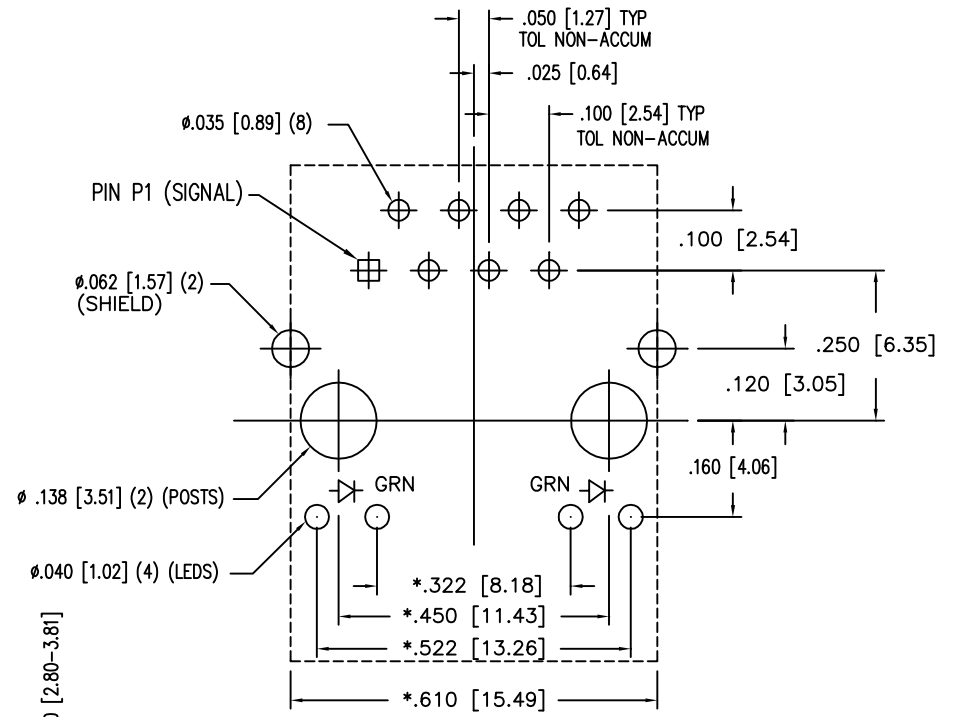 .050 [1.27] TYP
TOL NON-ACCUM
.025 [0.64]
.100 [2.54] TYP
TOL NON-ACCUM
ø.035 [0.89] (8)
PIN P1 (SIGNAL)
.100 [2.54]
ø.062 [1.57] (2)
(SHIELD)
.250 [6.35]
.120 [3.05]
.160 [4.06]
GRN
GRN
ø .138 [3.51] (2) (POSTS)
ø.040 [1.02] (4) (LEDS)
*.322 [8.18]
*.450 [11.43]
*.522 [13.26]
*.610 [15.49]
[2.80-3.81]